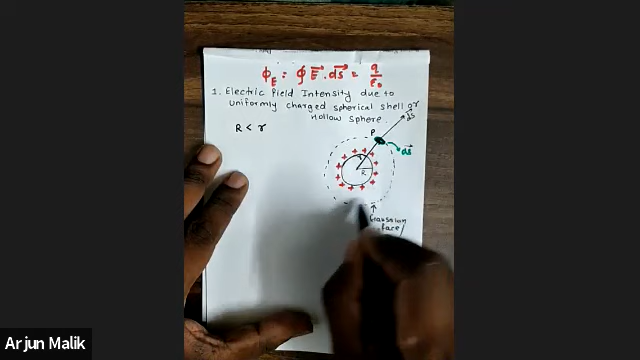 ϕE = ∮ E⃗ . ds⃗ = q/ε0
1. Electric Field Intensity due to
uniformly charged spherical shell or
hollow sphere.
R < r
P
ds⃗
ds⃗
r
R
Gaussian
face/
Arjun Malik